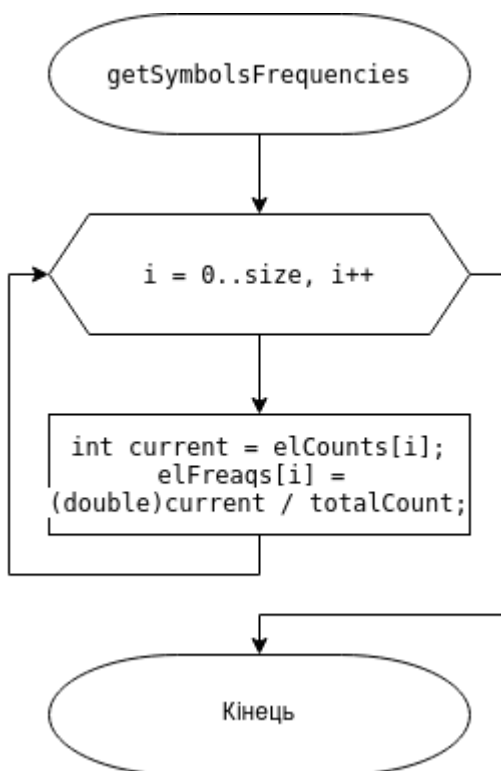 getSymbolsFrequencies
i = 0..size, i++
int current = elCounts[i];
elFreaqs[i] =
(double)current / totalCount;
Кінець